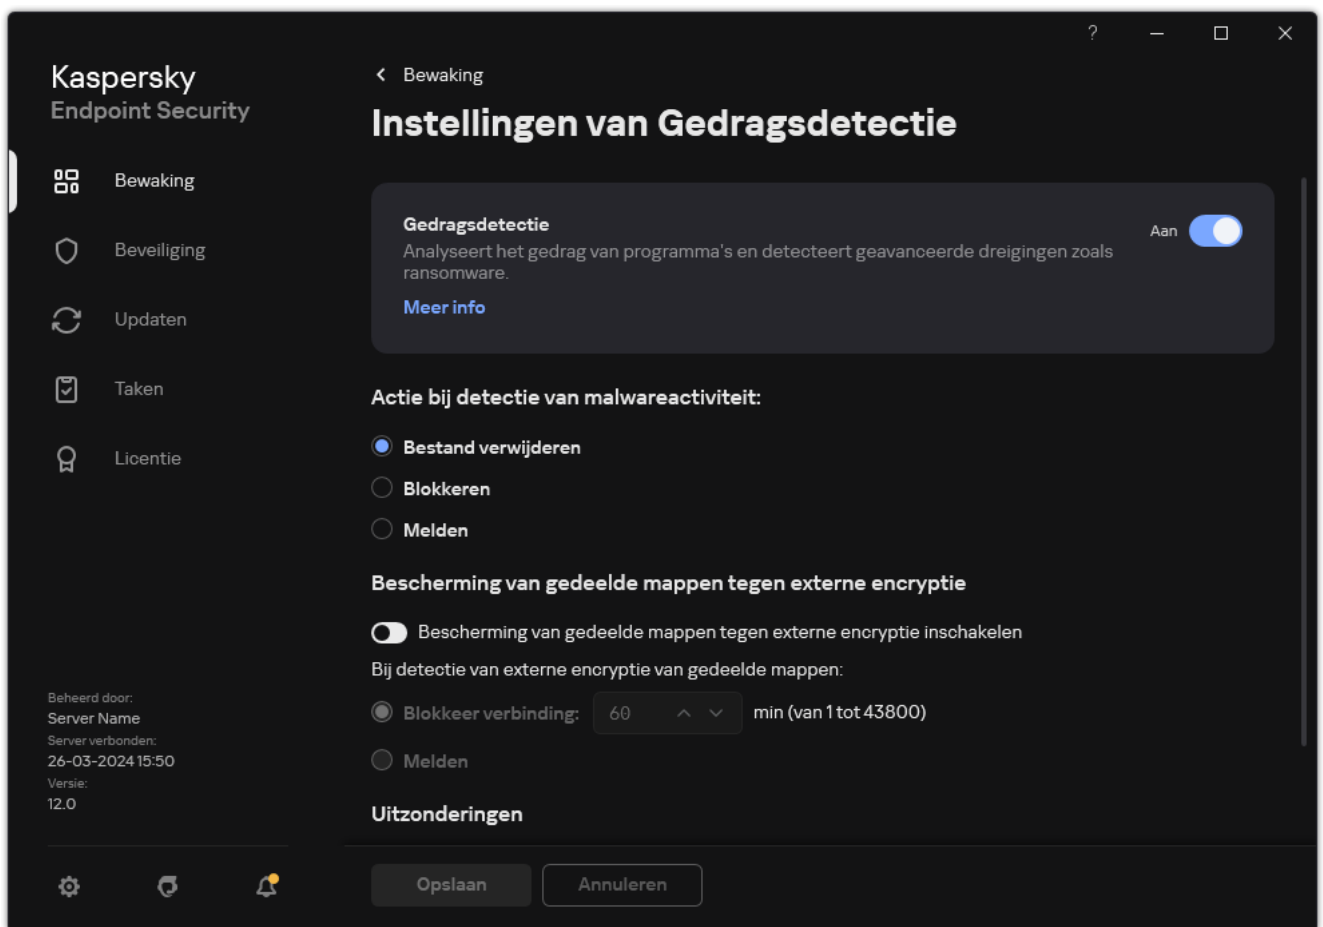 ?
Kaspersky
Endpoint Security
Bewaking
Beveiliging
Updaten
Taken
Licentie
Beheerd door:
Server Name
Server verbonden:
26-03-2024 15:50
Versie:
12.0
Bewaking
Instellingen van Gedragsdetectie
Gedragsdetectie
Analyseert het gedrag van programma's en detecteert geavanceerde dreigingen zoals
ransomware.
Meer info
Aan
Actie bij detectie van malwareactiviteit:
Bestand verwijderen
Blokkeren
Melden
Bescherming van gedeelde mappen tegen externe encryptie
Bescherming van gedeelde mappen tegen externe encryptie inschakelen
Bij detectie van externe encryptie van gedeelde mappen:
Blokkeer verbinding: 60 min (van 1 tot 43800)
Melden
Uitzonderingen
Opslaan Annuleren